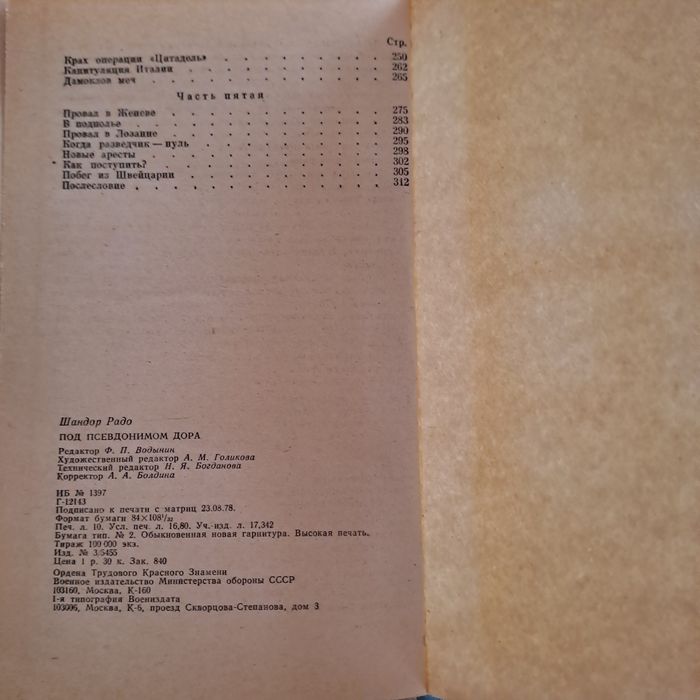 Стр.
Крах операции «Цитадель» . . . . . . . . . . . . 250
Капитуляция Италии . . . . . . . . . . . . 262
Дамоклов меч . . . . . . . . . . . . 265
Часть пятая
Провал в Женеве . . . . . . . . . . . . 275
В подполье . . . . . . . . . . . . 283
Провал в Лозанне . . . . . . . . . . . . 290
Когда разведчик — нуль . . . . . . . . . . . . 295
Новые аресты . . . . . . . . . . . . 298
Как поступить? . . . . . . . . . . . . 302
Побег из Швейцарии . . . . . . . . . . . . 305
Послесловие . . . . . . . . . . . . 312
Шандор Радо
ПОД ПСЕВДОНИМОМ ДОРА
Редактор Ф. П. Водынин
Художественный редактор А. М. Голикова
Технический редактор Н. Я. Богданова
Корректор А. А. Болдина
ИБ № 1397
Г-12143
Подписано к печати с матриц 23.08.78.
Формат бумаги 84×108¹/₃₂
Печ. л. 10. Усл. печ. л. 16,80. Уч.-изд. л. 17,342
Бумага тип. № 2. Обыкновенная новая гарнитура. Высокая печать.
Тираж 100 000 экз.
Изд. № 3/5455
Цена 1 р. 30 к. Зак. 840
Ордена Трудового Красного Знамени
Военное издательство Министерства обороны СССР
103160, Москва, К-160
1-я типография Воениздата
103006, Москва, К-6, проезд Скворцова-Степанова, дом 3